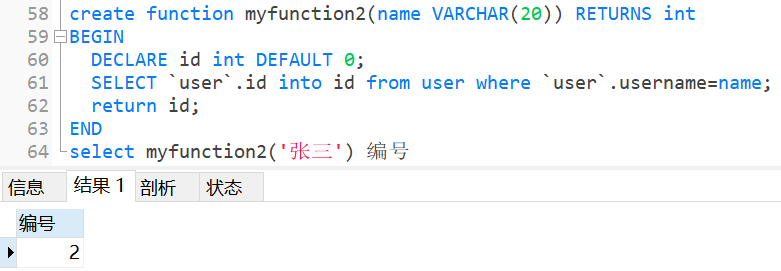 58 create function myfunction2(name VARCHAR(20)) RETURNS int
59 BEGIN
60 DECLARE id int DEFAULT 0;
61 SELECT `user`.id into id from user where `user`.username=name;
62 return id;
63 END
64 select myfunction2('张三') 编号
信息 结果 1 剖析 状态
编号
2